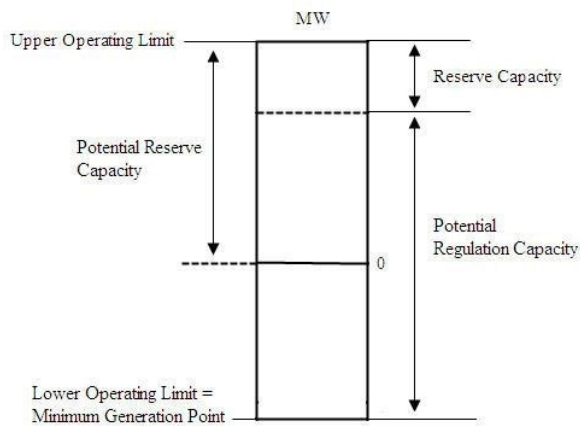 MW
Upper Operating Limit
Reserve Capacity
Potential Reserve
Capacity
Potential
Regulation Capacity
0
Lower Operating Limit =
Minimum Generation Point